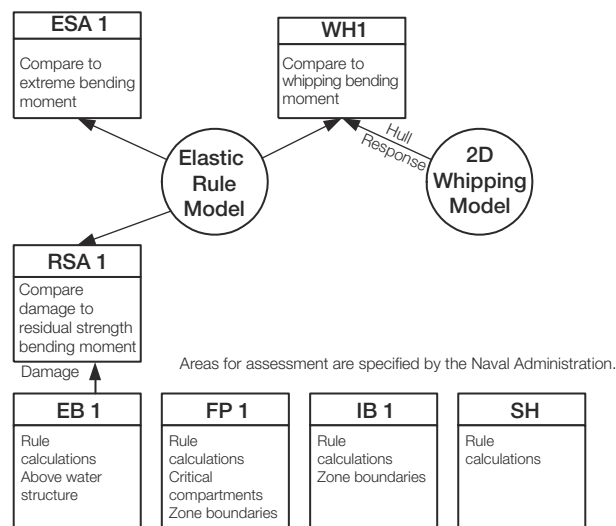 ESA 1
Compare to
extreme bending
moment
WH1
Compare to
whipping bending
moment
Hull
Response
Elastic
Rule
Model
2D
Whipping
Model
RSA 1
Compare
damage to
residual strength
bending moment
Damage
Areas for assessment are specified by the Naval Administration.
EB 1
Rule
calculations
Above water
structure
FP 1
Rule
calculations
Critical
compartments
Zone boundaries
IB 1
Rule
calculations
Zone boundaries
SH
Rule
calculations